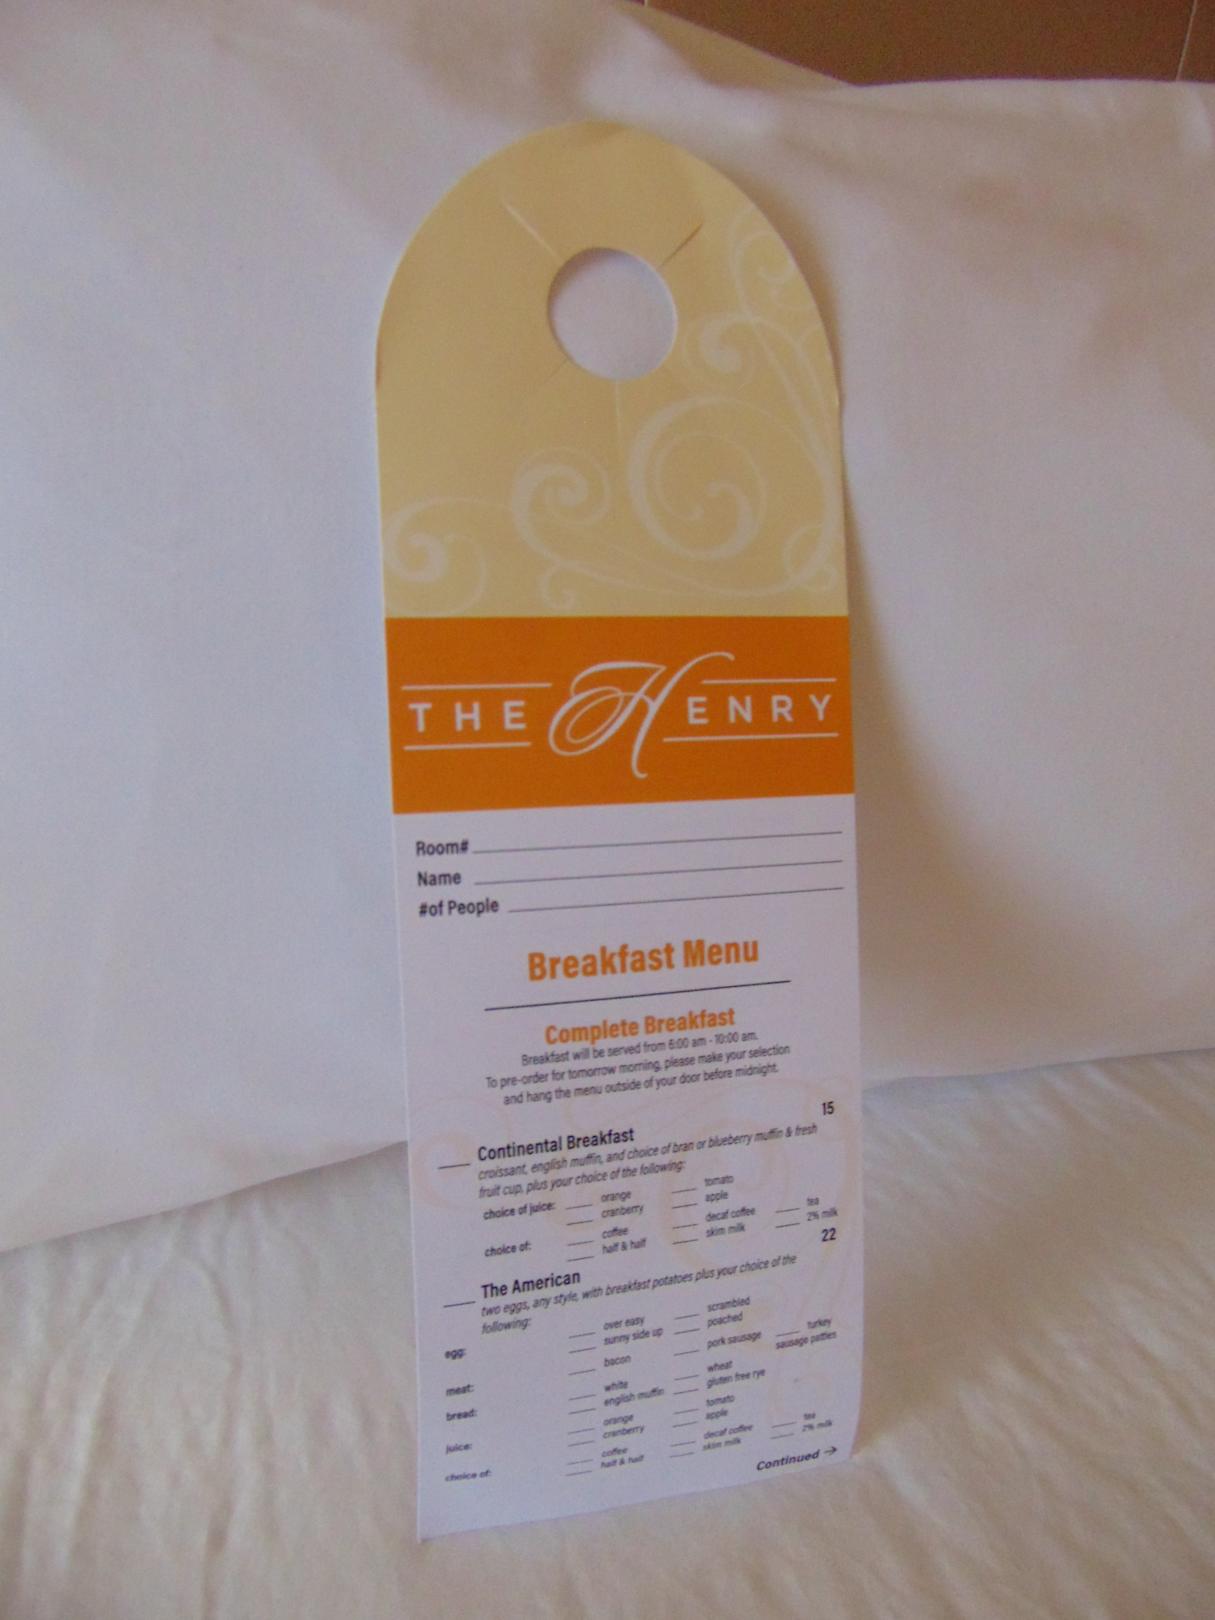 THE HENRY
Room#
Name
#of People
Breakfast Menu
Complete Breakfast
Breakfast will be served from 6:00 am - 10:00 am.
To pre-order for tomorrow morning, please make your selection
and hang the menu outside of your door before midnight.
Continental Breakfast 15
croissant, english muffin, and choice of bran or blueberry muffin & fresh
fruit cup, plus your choice of the following:
choice of juice: orange tomato
cranberry apple
choice of: coffee decaf coffee tea
half & half skim milk 2% milk
The American 22
two eggs, any style, with breakfast potatoes plus your choice of the
following:
egg: over easy scrambled
sunny side up poached
meat: bacon pork sausage turkey
sausage patties
bread: white wheat
english muffin gluten free rye
juice: orange tomato
cranberry apple
choice of: coffee decaf coffee tea
half & half skim milk 2% milk
Continued →